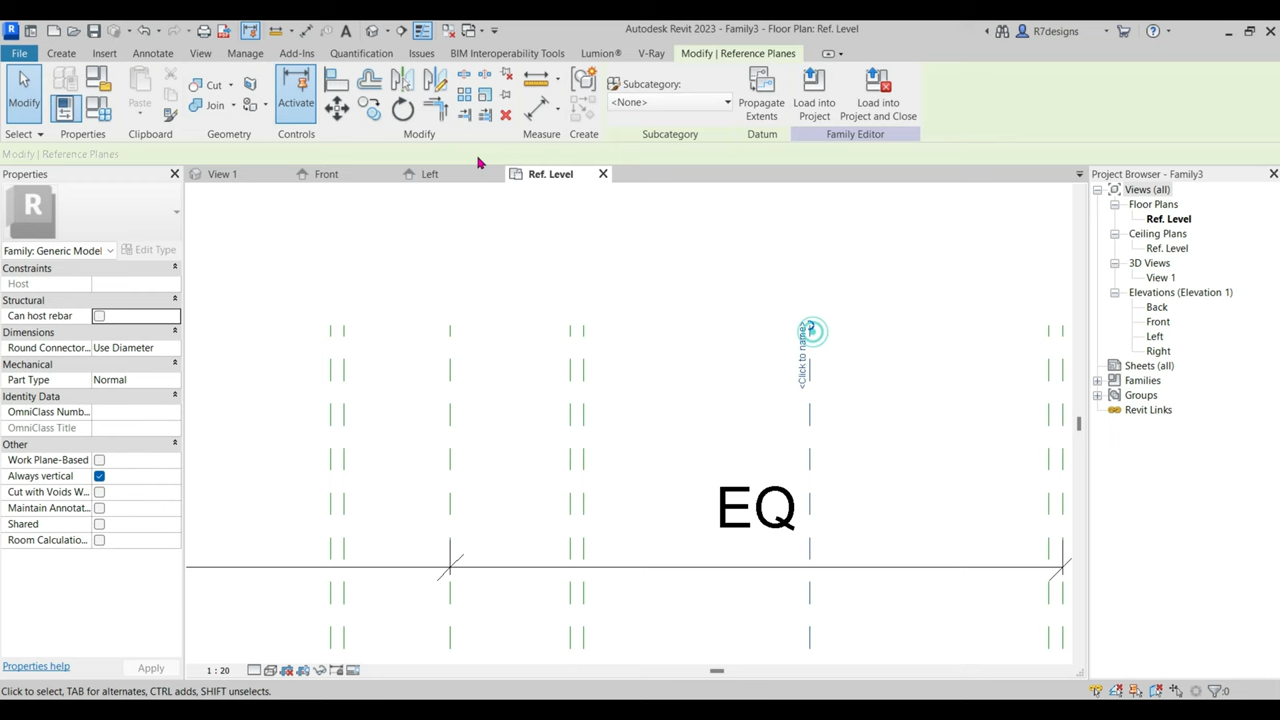 Autodesk Revit 2023 - Family3 - Floor Plan: Ref. Level
R7designs
File Create Insert Annotate View Manage Add-Ins Quantification Issues BIM Interoperability Tools Lumion® V-Ray Modify | Reference Planes
Modify
Paste
Cut
Join
Activate
Subcategory:
<None>
Propagate
Extents
Load into
Project
Load into
Project and Close
Select Properties Clipboard Geometry Controls Modify Measure Create Subcategory Datum Family Editor
Modify | Reference Planes
Properties
View 1 Front Left Ref. Level
Project Browser - Family3
R
Family: Generic Model Edit Type
Constraints
Host
Structural
Can host rebar
Dimensions
Round Connector... Use Diameter
Mechanical
Part Type Normal
Identity Data
OmniClass Numb...
OmniClass Title
Other
Work Plane-Based
Always vertical
Cut with Voids W...
Maintain Annotat...
Shared
Room Calculatio...
Properties help Apply
<Click to name>
EQ
Views (all)
Floor Plans
Ref. Level
Ceiling Plans
Ref. Level
3D Views
View 1
Elevations (Elevation 1)
Back
Front
Left
Right
Sheets (all)
Families
Groups
Revit Links
1 : 20
Click to select, TAB for alternates, CTRL adds, SHIFT unselects.
:0